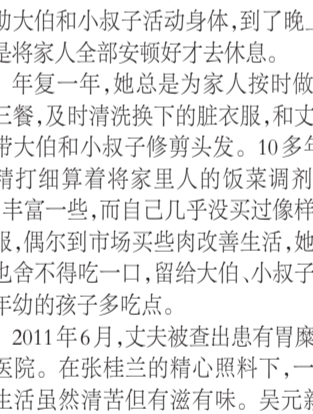 助大伯和小叔子活动身体,到了晚上
是将家人全部安顿好才去休息。
年复一年,她总是为家人按时做
三餐,及时清洗换下的脏衣服,和丈
带大伯和小叔子修剪头发。10多年
精打细算着将家里人的饭菜调剂
丰富一些,而自己几乎没买过像样
服,偶尔到市场买些肉改善生活,她
也舍不得吃一口,留给大伯、小叔子
年幼的孩子多吃点。
2011年6月,丈夫被查出患有胃糜
医院。在张桂兰的精心照料下,一
生活虽然清苦但有滋有味。吴元新